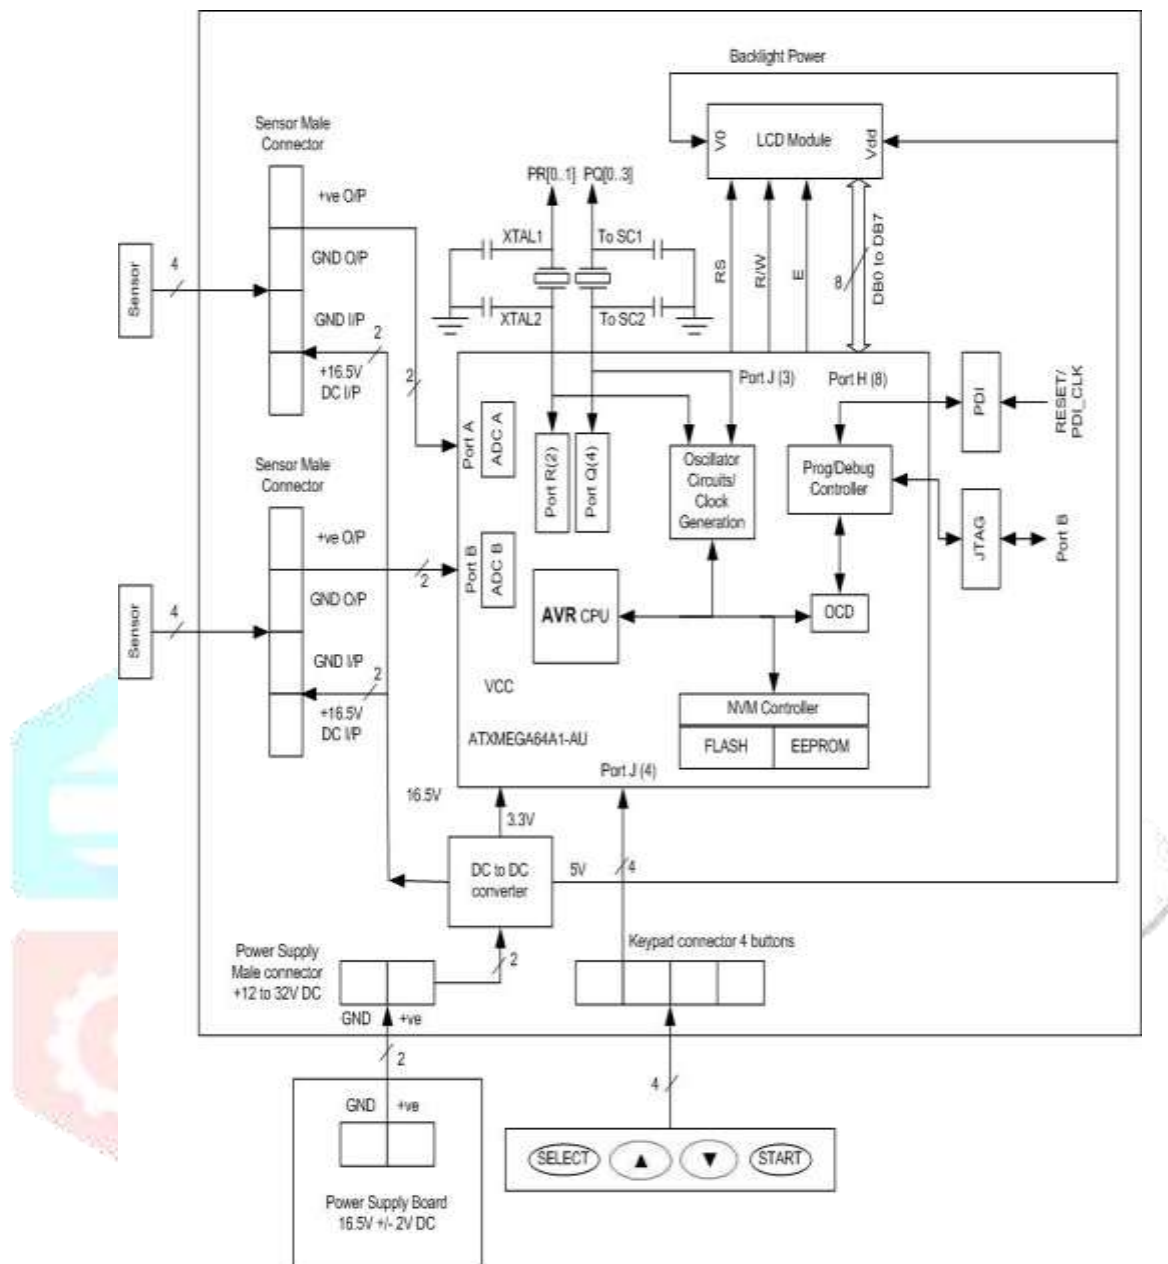 Backlight Power
Sensor Male
Connector
V0
LCD Module
Vdd
+ve O/P
GND O/P
GND I/P
+16.5V
DC I/P
Sensor
4
2
2
PR[0..1]
PQ[0..3]
XTAL1
To SC1
XTAL2
To SC2
RS
R/W
E
8
DB0 to DB7
Port J (3)
Port H (8)
Port A
ADC A
Port R(2)
Port Q(4)
Oscillator
Circuits/
Clock
Generation
Prog/Debug
Controller
PDI
RESET/
PDI_CLK
JTAG
Port B
Sensor Male
Connector
+ve O/P
GND O/P
GND I/P
+16.5V
DC I/P
Sensor
4
2
2
Port B
ADC B
AVR CPU
OCD
VCC
NVM Controller
FLASH
EEPROM
ATXMEGA64A1-AU
Port J (4)
16.5V
3.3V
DC to DC
converter
5V
4
Power Supply
Male connector
+12 to 32V DC
2
Keypad connector 4 buttons
GND
+ve
2
4
GND
+ve
Power Supply Board
16.5V +/- 2V DC
SELECT
▲
▼
START